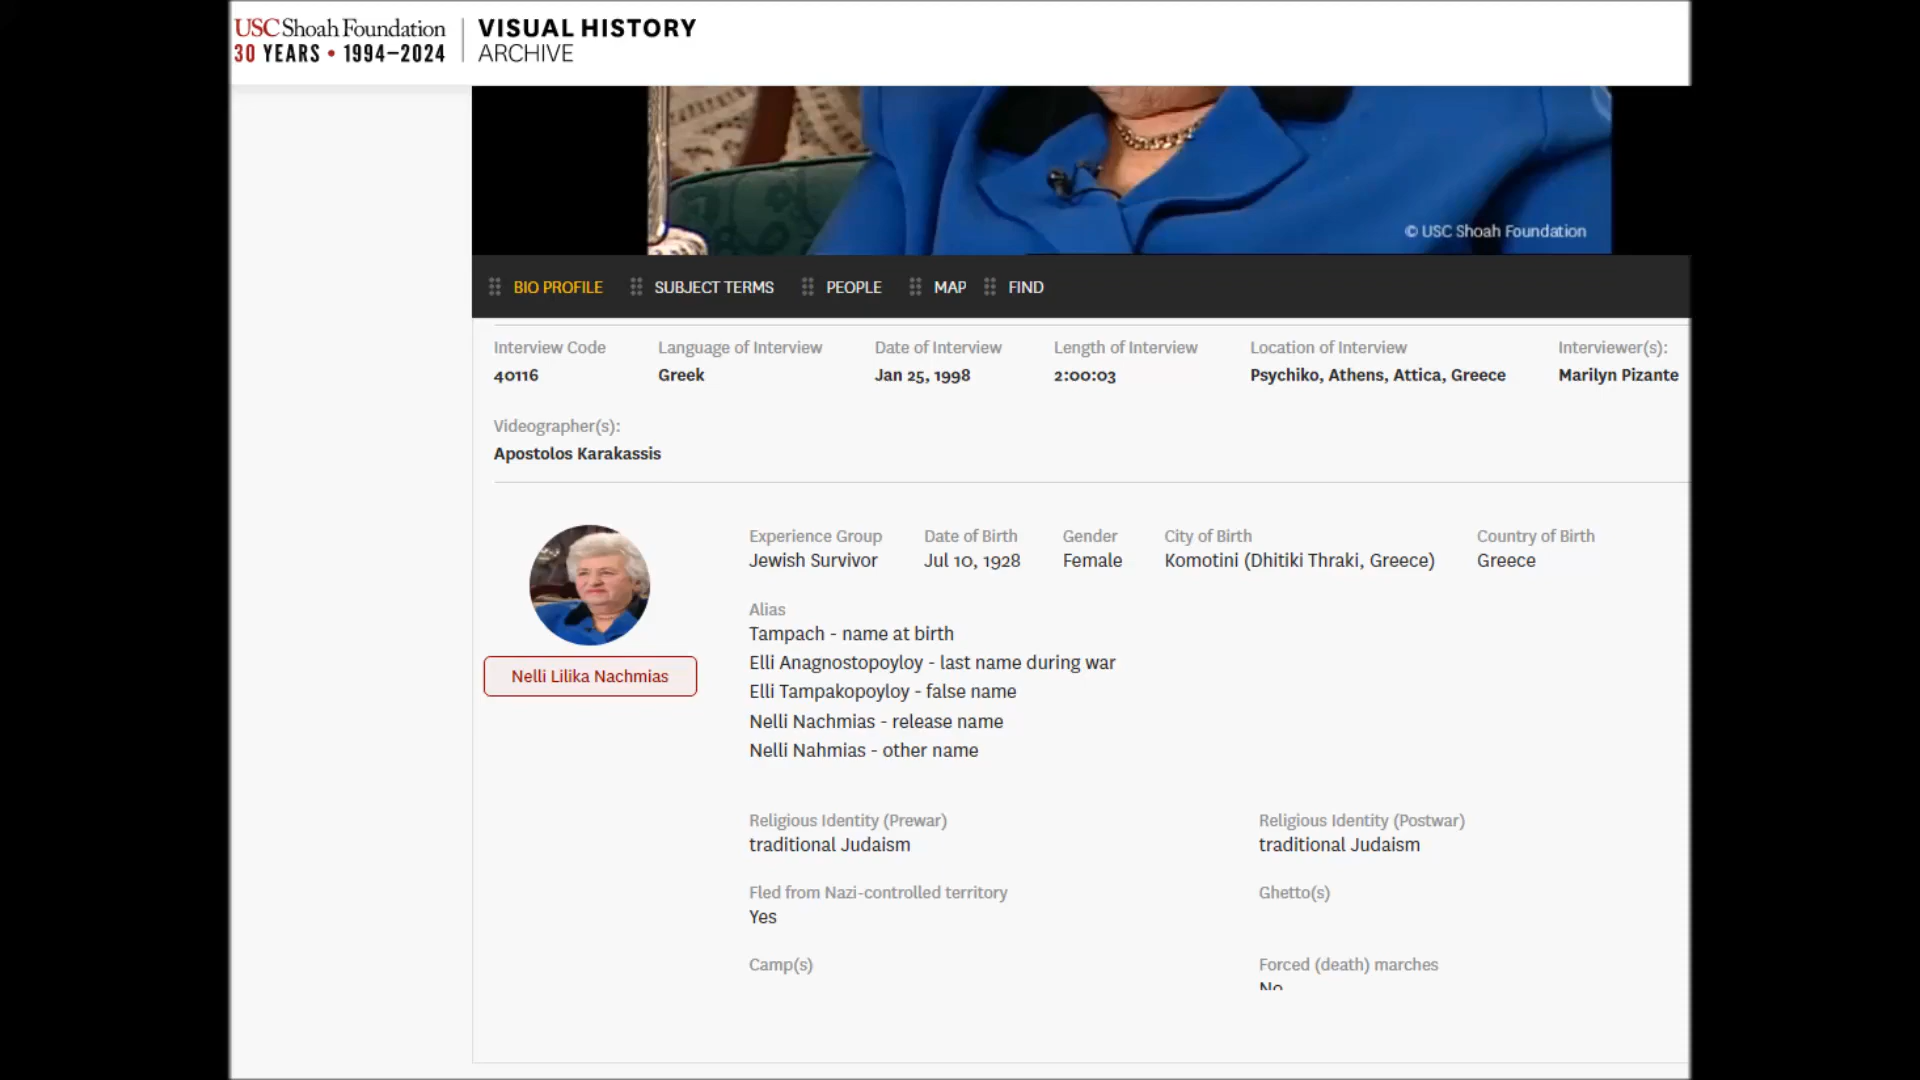 USC Shoah Foundation
30 YEARS • 1994–2024
VISUAL HISTORY
ARCHIVE
© USC Shoah Foundation
BIO PROFILE SUBJECT TERMS PEOPLE MAP FIND
Interview Code Language of Interview Date of Interview Length of Interview Location of Interview Interviewer(s):
40116 Greek Jan 25, 1998 2:00:03 Psychiko, Athens, Attica, Greece Marilyn Pizante
Videographer(s):
Apostolos Karakassis
Experience Group Date of Birth Gender City of Birth Country of Birth
Jewish Survivor Jul 10, 1928 Female Komotini (Dhitiki Thraki, Greece) Greece
Nelli Lilika Nachmias
Alias
Tampach - name at birth
Elli Anagnostopoyloy - last name during war
Elli Tampakopoyloy - false name
Nelli Nachmias - release name
Nelli Nahmias - other name
Religious Identity (Prewar) Religious Identity (Postwar)
traditional Judaism traditional Judaism
Fled from Nazi-controlled territory Ghetto(s)
Yes
Camp(s) Forced (death) marches
No